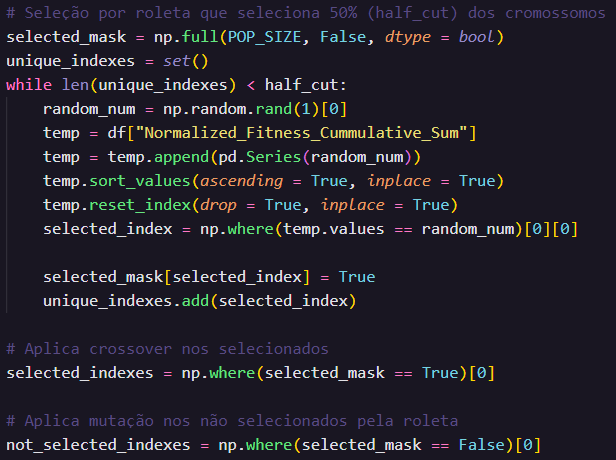 # Seleção por roleta que seleciona 50% (half_cut) dos cromossomos
selected_mask = np.full(POP_SIZE, False, dtype = bool)
unique_indexes = set()
while len(unique_indexes) < half_cut:
    random_num = np.random.rand(1)[0]
    temp = df["Normalized_Fitness_Cummulative_Sum"]
    temp = temp.append(pd.Series(random_num))
    temp.sort_values(ascending = True, inplace = True)
    temp.reset_index(drop = True, inplace = True)
    selected_index = np.where(temp.values == random_num)[0][0]

    selected_mask[selected_index] = True
    unique_indexes.add(selected_index)

# Aplica crossover nos selecionados
selected_indexes = np.where(selected_mask == True)[0]

# Aplica mutação nos não selecionados pela roleta
not_selected_indexes = np.where(selected_mask == False)[0]